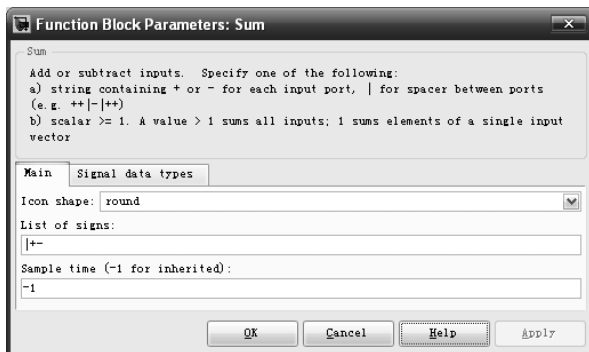 Function Block Parameters: Sum
Sum
Add or subtract inputs. Specify one of the following:
a) string containing + or - for each input port, | for spacer between ports
(e.g. ++|-|++)
b) scalar >= 1. A value > 1 sums all inputs; 1 sums elements of a single input
vector
Main Signal data types
Icon shape: round
List of signs:
|+-
Sample time (-1 for inherited):
-1
OK Cancel Help Apply